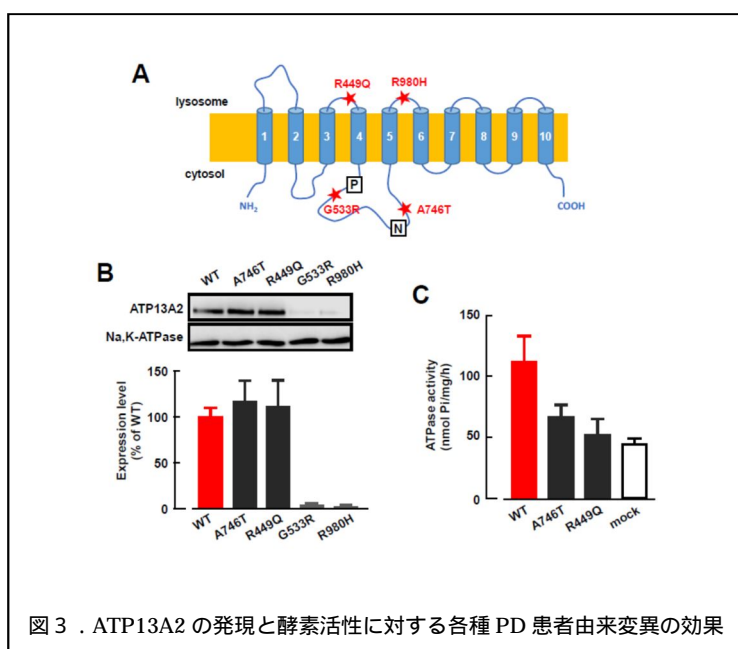 A
R449Q R980H
lysosome
1 2 3 4 5 6 7 8 9 10
cytosol
P
NH2 G533R A746T COOH
N
B
WT A746T R449Q G533R R980H
ATP13A2
Na,K-ATPase
Expression level
(% of WT)
150
100
50
0
WT A746T R449Q G533R R980H
C
ATPase activity
(nmol Pi/mg/h)
150
100
50
0
WT A746T R449Q mock
図３．ATP13A2 の発現と酵素活性に対する各種 PD 患者由来変異の効果